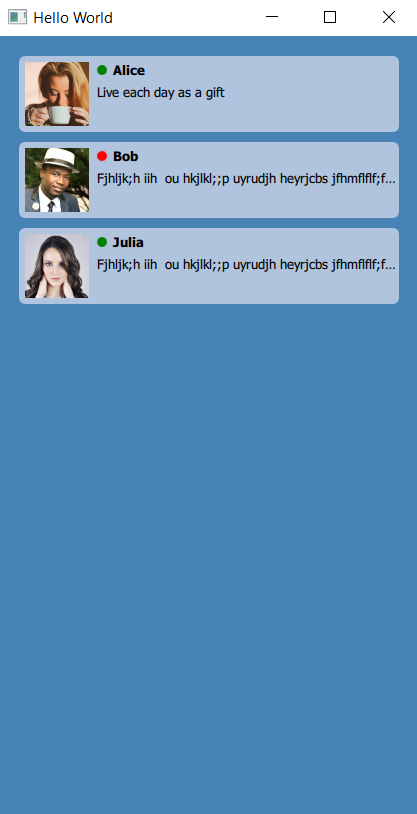 Hello World
Alice
Live each day as a gift
Bob
Fjhljk;h iih  ou hkjlkl;;p uyrudjh heyrjcbs jfhmflflf;f...
Julia
Fjhljk;h iih  ou hkjlkl;;p uyrudjh heyrjcbs jfhmflflf;f...